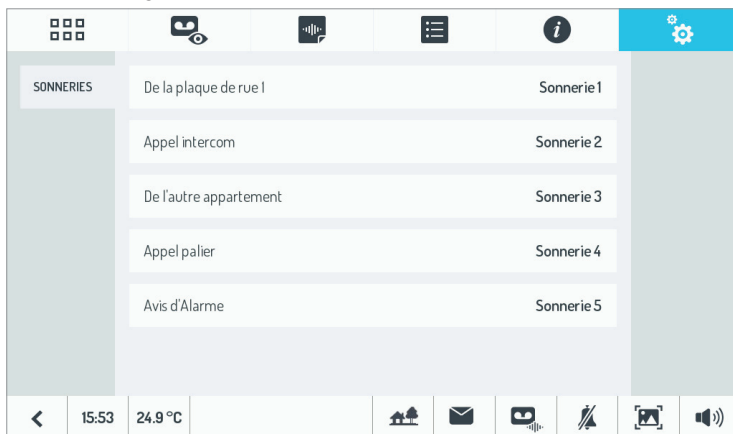 SONNERIES
De la plaque de rue 1 Sonnerie 1
Appel intercom Sonnerie 2
De l'autre appartement Sonnerie 3
Appel palier Sonnerie 4
Avis d'Alarme Sonnerie 5
15:53 24.9 °C